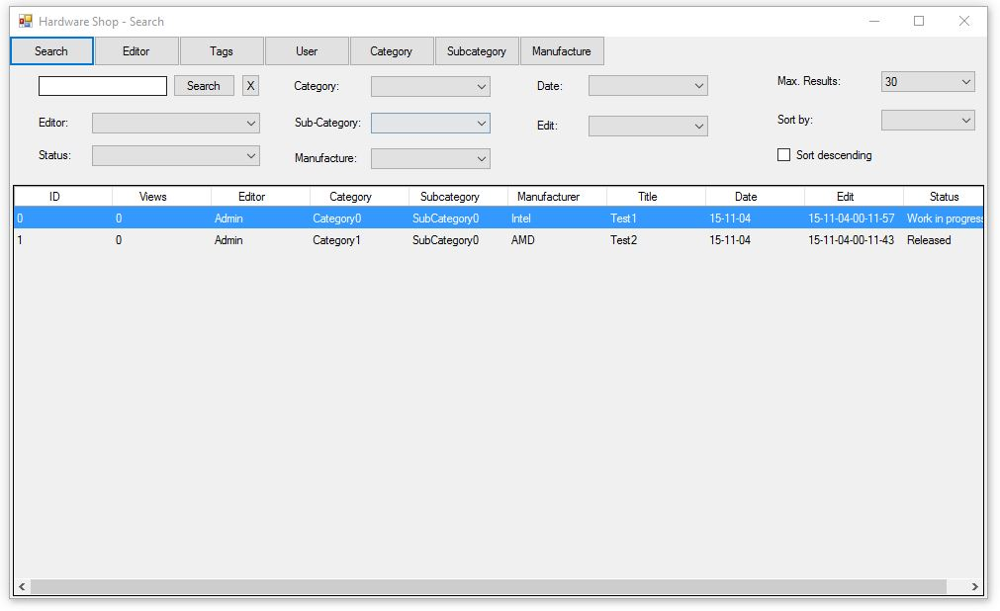 Hardware Shop - Search
Search Editor Tags User Category Subcategory Manufacture
Search X Category: Date: Max. Results: 30
Editor: Sub-Category: Edit: Sort by:
Status: Manufacture: Sort descending
ID Views Editor Category Subcategory Manufacturer Title Date Edit Status
0 0 Admin Category0 SubCategory0 Intel Test1 15-11-04 15-11-04-00-11-57 Work in progress
1 0 Admin Category1 SubCategory0 AMD Test2 15-11-04 15-11-04-00-11-43 Released